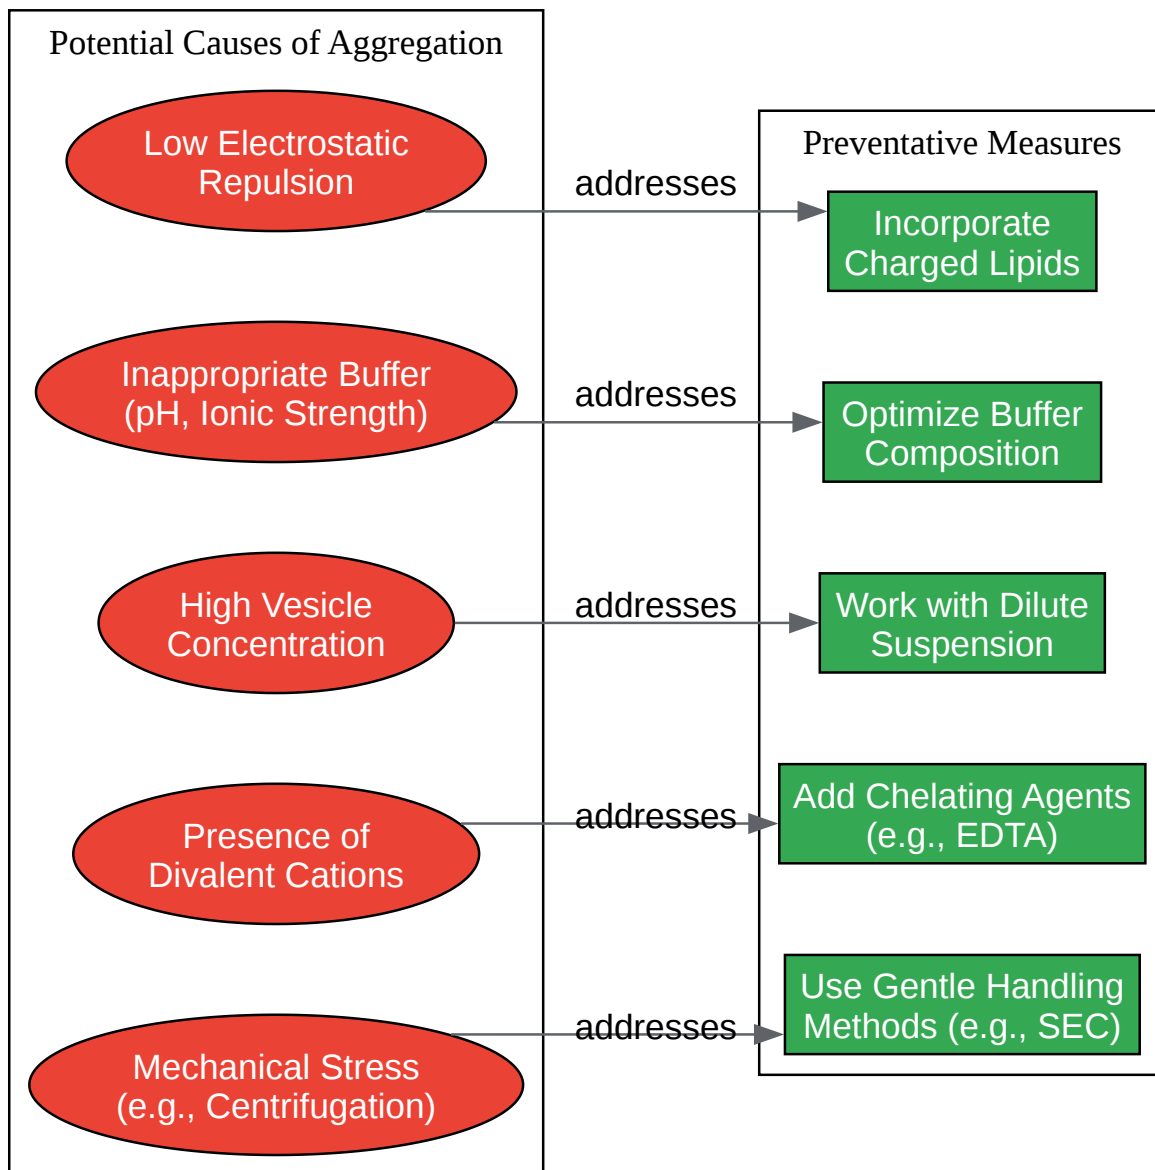 Potential Causes of Aggregation
Low Electrostatic
Repulsion
addresses
Preventative Measures
Incorporate
Charged Lipids
Inappropriate Buffer
(pH, Ionic Strength)
addresses
Optimize Buffer
Composition
High Vesicle
Concentration
addresses
Work with Dilute
Suspension
Presence of
Divalent Cations
addresses
Add Chelating Agents
(e.g., EDTA)
Mechanical Stress
(e.g., Centrifugation)
addresses
Use Gentle Handling
Methods (e.g., SEC)